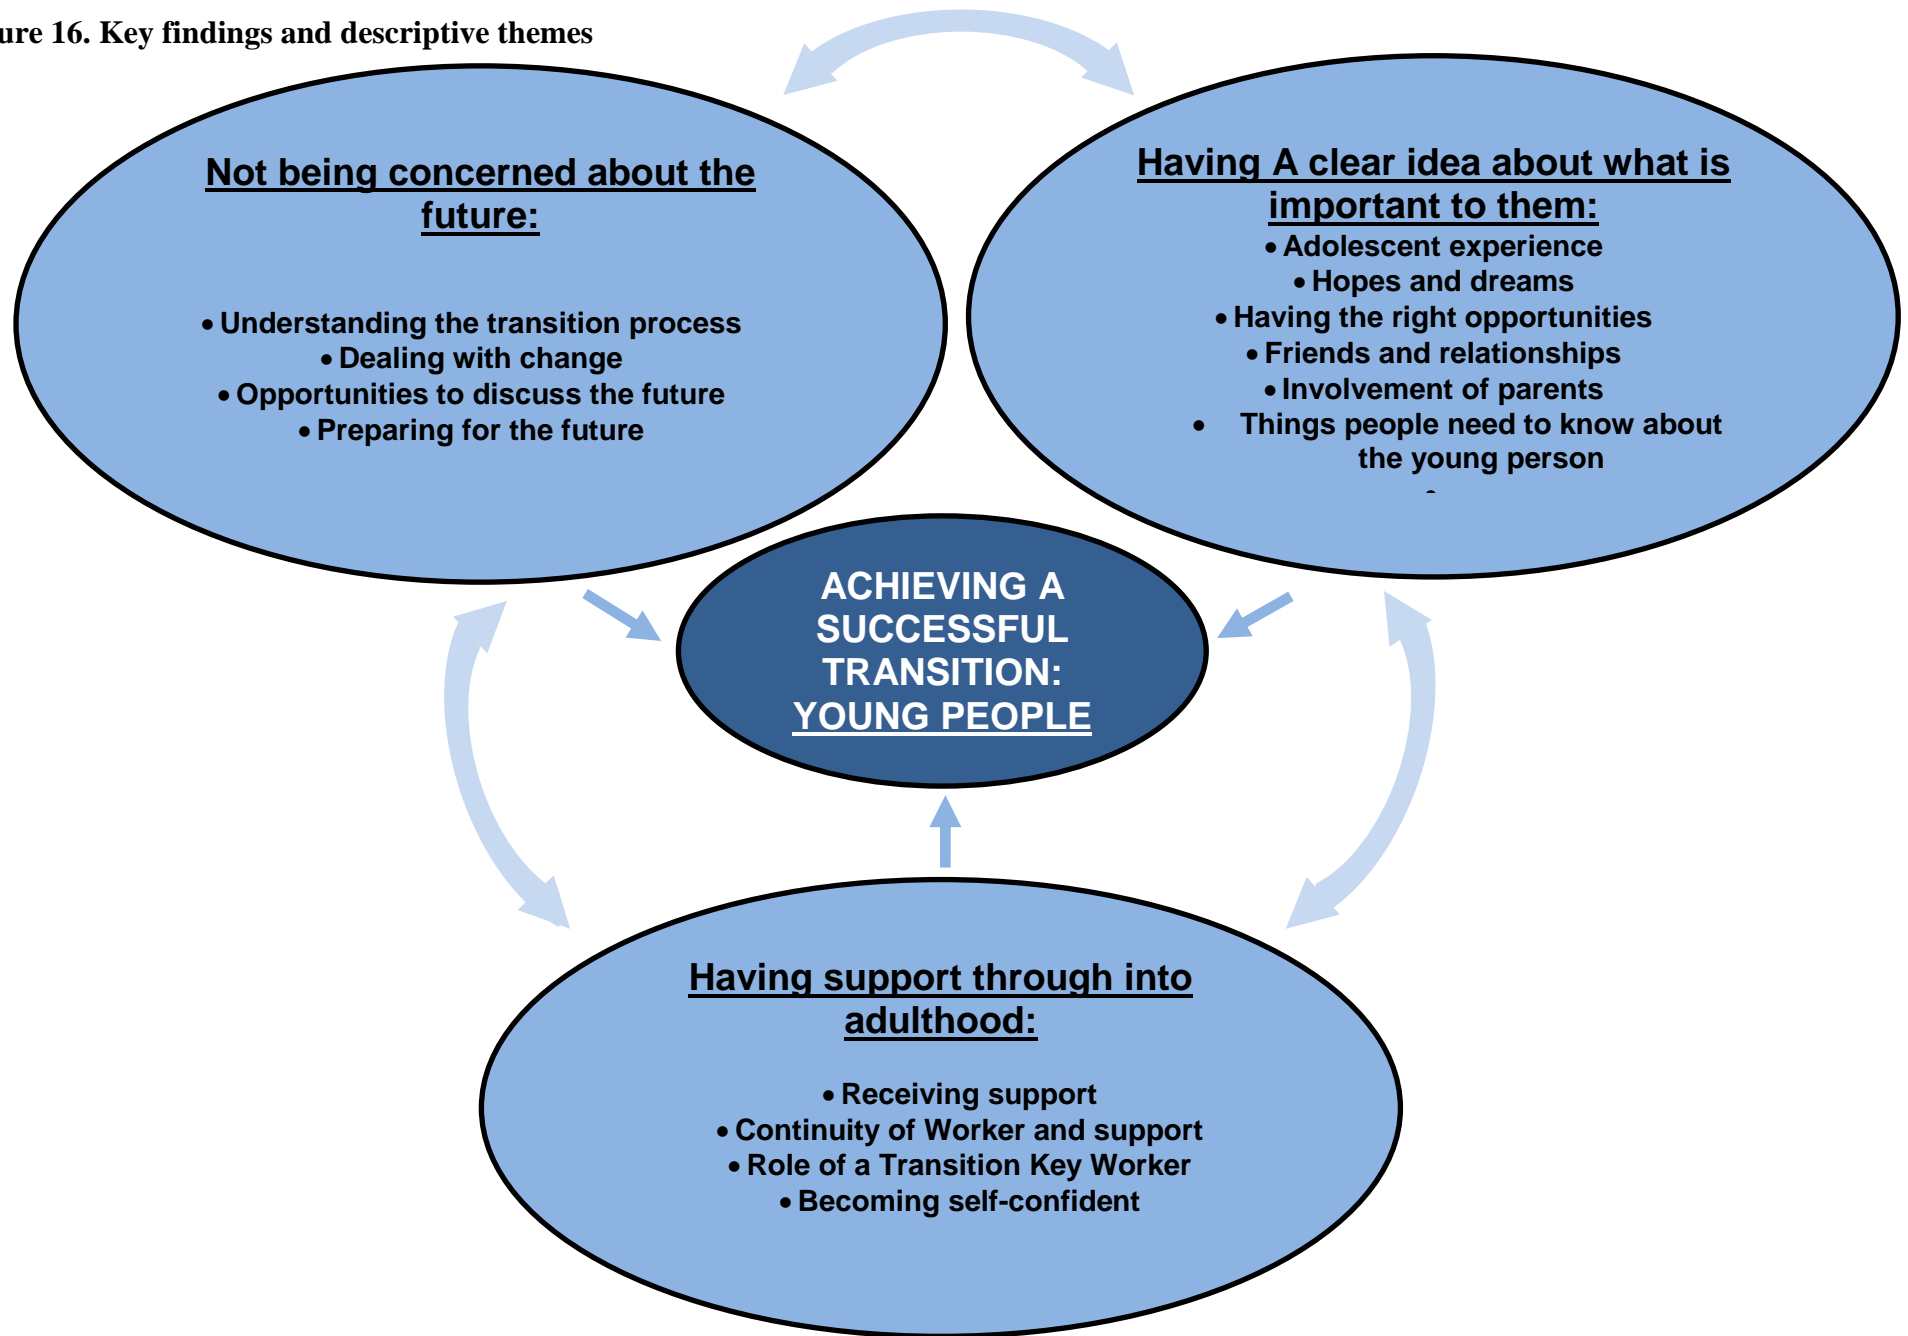 ure 16. Key findings and descriptive themes
Not being concerned about the
future:
• Understanding the transition process
• Dealing with change
• Opportunities to discuss the future
• Preparing for the future
Having A clear idea about what is
important to them:
• Adolescent experience
• Hopes and dreams
• Having the right opportunities
• Friends and relationships
• Involvement of parents
• Things people need to know about
the young person
•
ACHIEVING A
SUCCESSFUL
TRANSITION:
YOUNG PEOPLE
Having support through into
adulthood:
• Receiving support
• Continuity of Worker and support
• Role of a Transition Key Worker
• Becoming self-confident